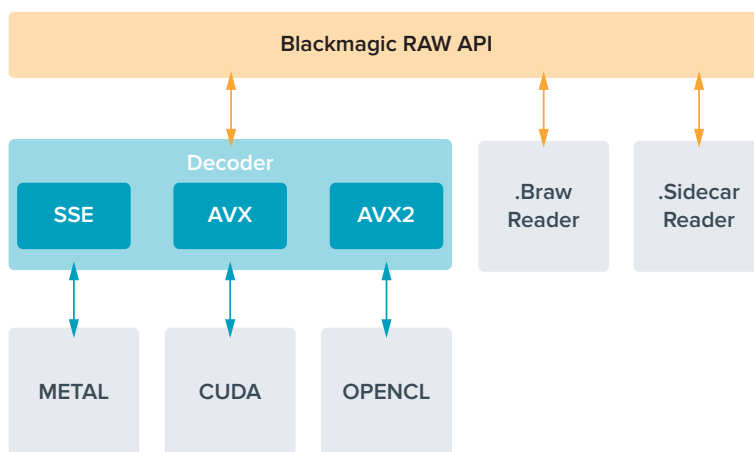 Blackmagic RAW API
Decoder
SSE
AVX
AVX2
.Braw
Reader
.Sidecar
Reader
METAL
CUDA
OPENCL